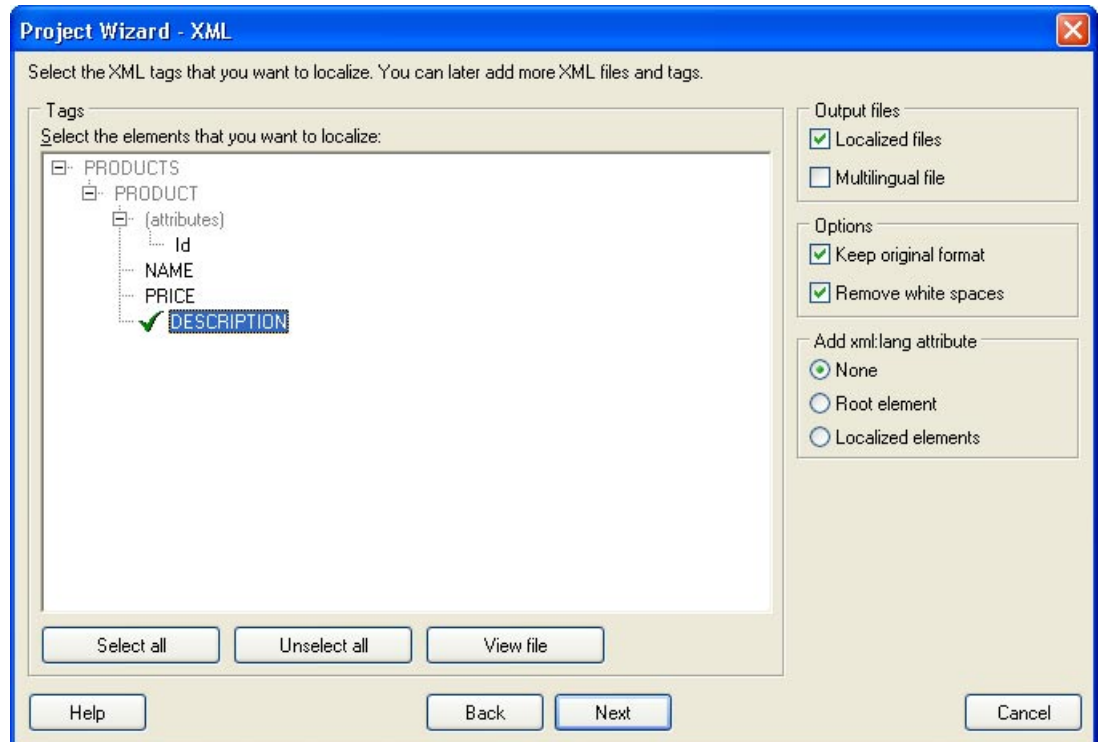 Project Wizard - XML
Select the XML tags that you want to localize. You can later add more XML files and tags.
Tags
Select the elements that you want to localize:
PRODUCTS
PRODUCT
(attributes)
Id
NAME
PRICE
DESCRIPTION
Select all
Unselect all
View file
Output files
Localized files
Multilingual file
Options
Keep original format
Remove white spaces
Add xml:lang attribute
None
Root element
Localized elements
Help
Back
Next
Cancel